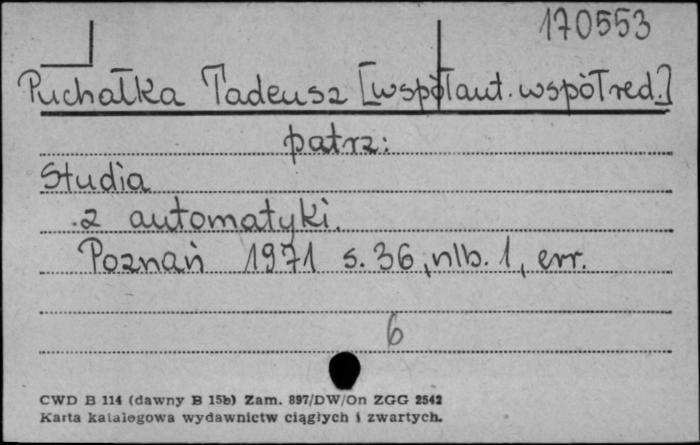 170553
Puchałka Tadeusz [współaut. współred.]
patrz:
Studia
z automatyki.
Poznań 1971 s. 36, nlb. 1, err.
6
CWD B 114 (dawny B 15b) Zam. 897/DW/On ZGG 2542
Karta katalogowa wydawnictw ciągłych i zwartych.